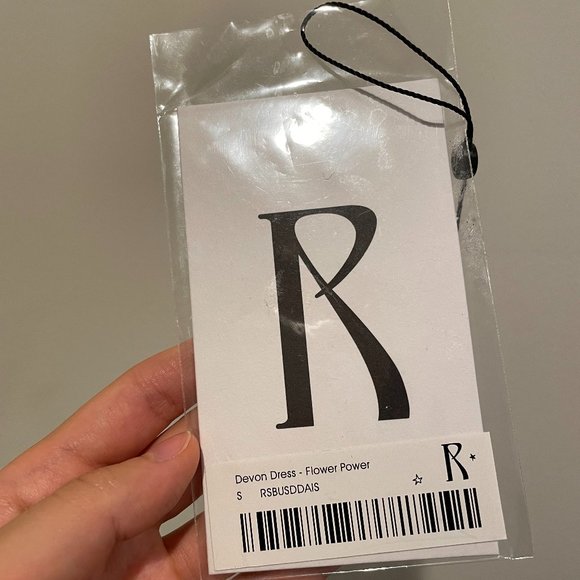 R
Devon Dress - Flower Power
S RSBUSDDAIS
R